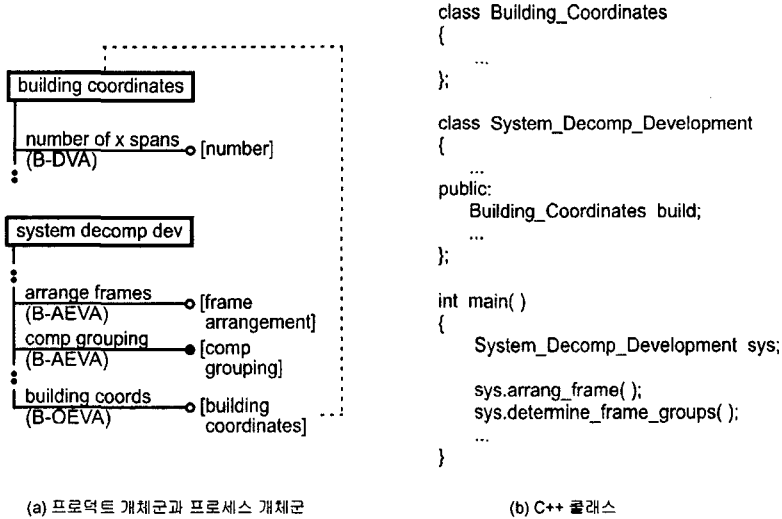 building coordinates
number of x spans
(B-DVA)
[number]
system decomp dev
arrange frames
(B-AEVA)
[frame
arrangement]
comp grouping
(B-AEVA)
[comp
grouping]
building coords
(B-OEVA)
[building
coordinates]
(a) 프로덕트 개체군과 프로세스 개체군
class Building_Coordinates
{
...
};
class System_Decomp_Development
{
...
public:
Building_Coordinates build;
...
};
int main( )
{
System_Decomp_Development sys;
sys.arrang_frame( );
sys.determine_frame_groups( );
...
}
(b) C++ 클래스